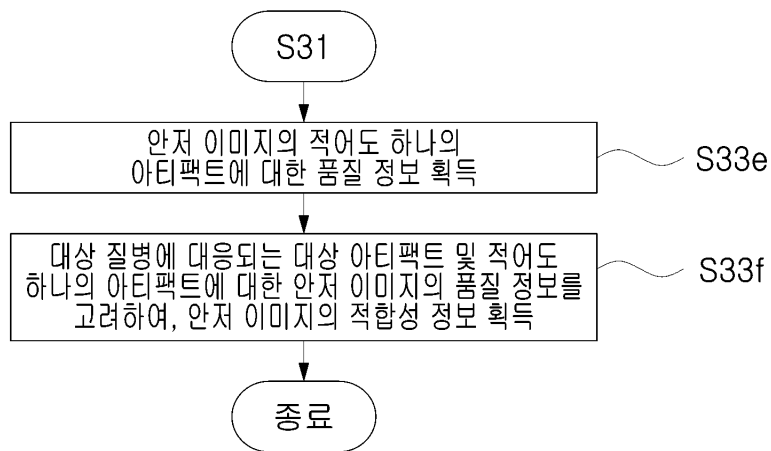 S31
안저 이미지의 적어도 하나의
아티팩트에 대한 품질 정보 획득
S33e
대상 질병에 대응되는 대상 아티팩트 및 적어도
하나의 아티팩트에 대한 안저 이미지의 품질 정보를
고려하여, 안저 이미지의 적합성 정보 획득
S33f
종료